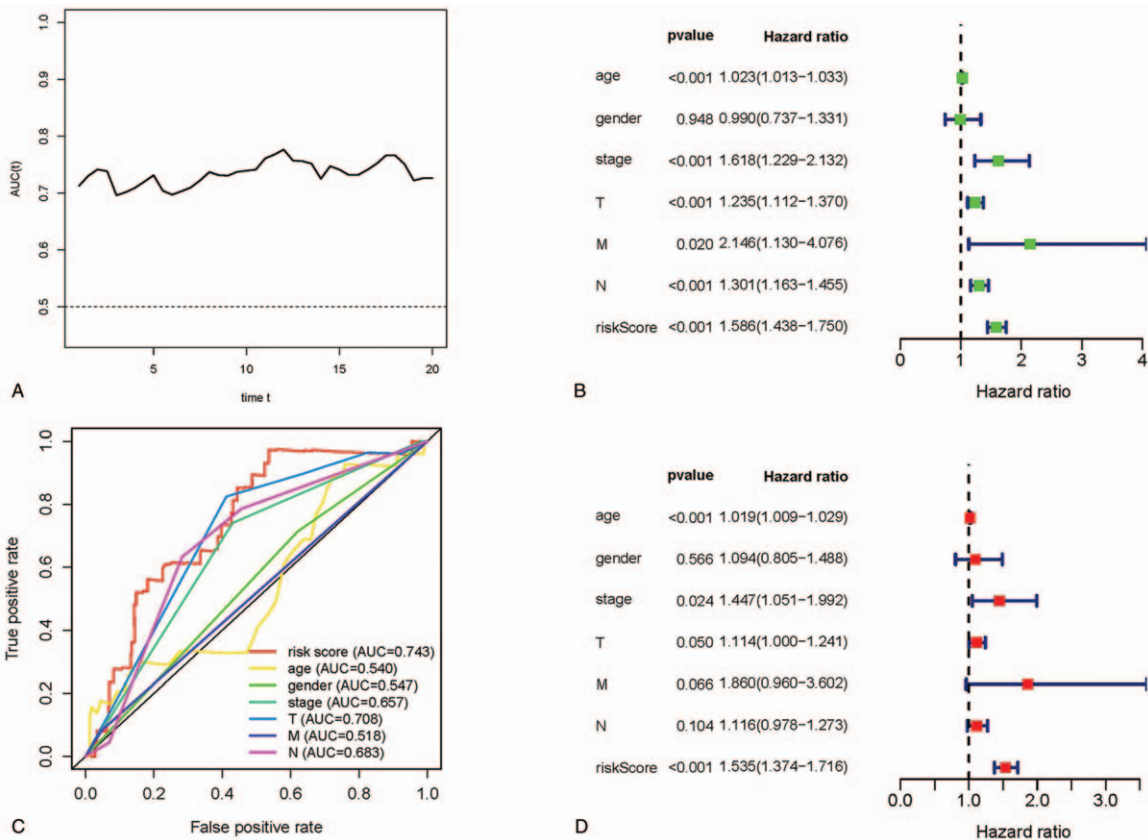 1.0
0.9
0.8
0.7
0.6
0.5
AUC(t)
5 10 15 20
time t
A
pvalue Hazard ratio
age <0.001 1.023(1.013−1.033)
gender 0.948 0.990(0.737−1.331)
stage <0.001 1.618(1.229−2.132)
T <0.001 1.235(1.112−1.370)
M 0.020 2.146(1.130−4.076)
N <0.001 1.301(1.163−1.455)
riskScore <0.001 1.586(1.438−1.750)
0 1 2 3 4
Hazard ratio
B
1.0
0.8
0.6
0.4
0.2
0.0
True positive rate
risk score (AUC=0.743)
age (AUC=0.540)
gender (AUC=0.547)
stage (AUC=0.657)
T (AUC=0.708)
M (AUC=0.518)
N (AUC=0.683)
0.0 0.2 0.4 0.6 0.8 1.0
False positive rate
C
pvalue Hazard ratio
age <0.001 1.019(1.009−1.029)
gender 0.566 1.094(0.805−1.488)
stage 0.024 1.447(1.051−1.992)
T 0.050 1.114(1.000−1.241)
M 0.066 1.860(0.960−3.602)
N 0.104 1.116(0.978−1.273)
riskScore <0.001 1.535(1.374−1.716)
0.0 1.0 2.0 3.0
Hazard ratio
D